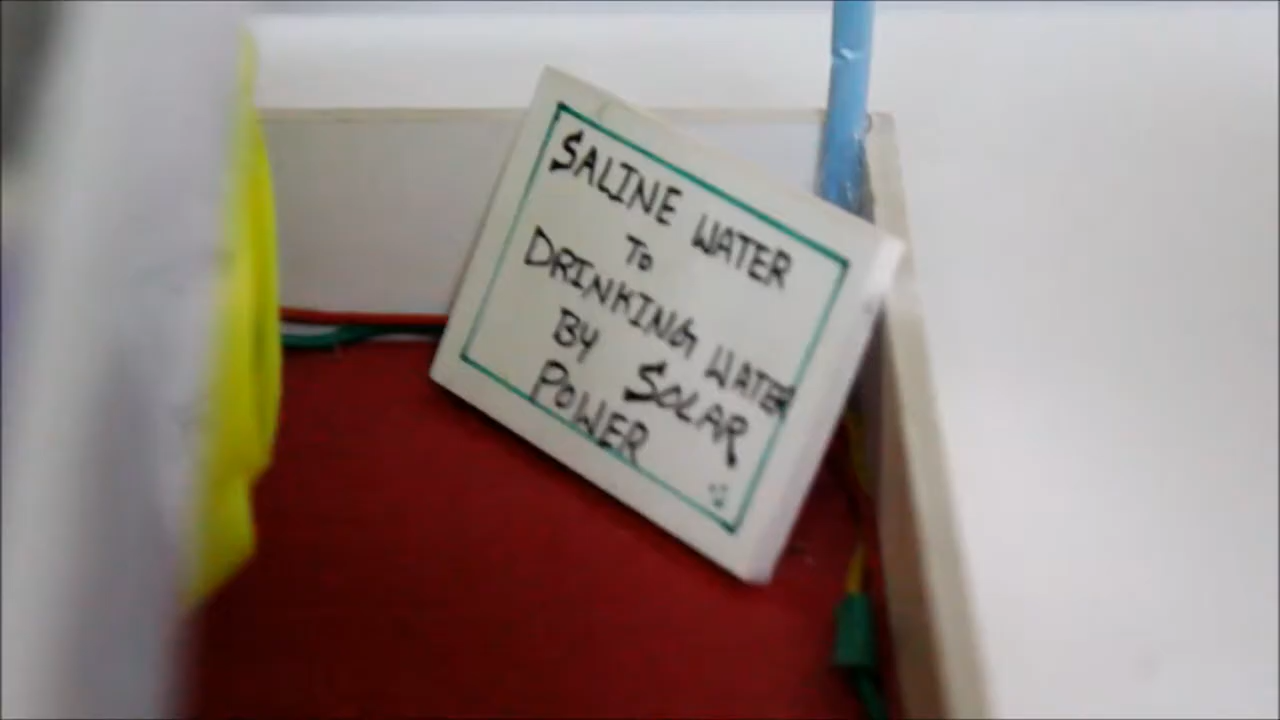 SALINE WATER
TO
DRINKING WATER
BY SOLAR
POWER